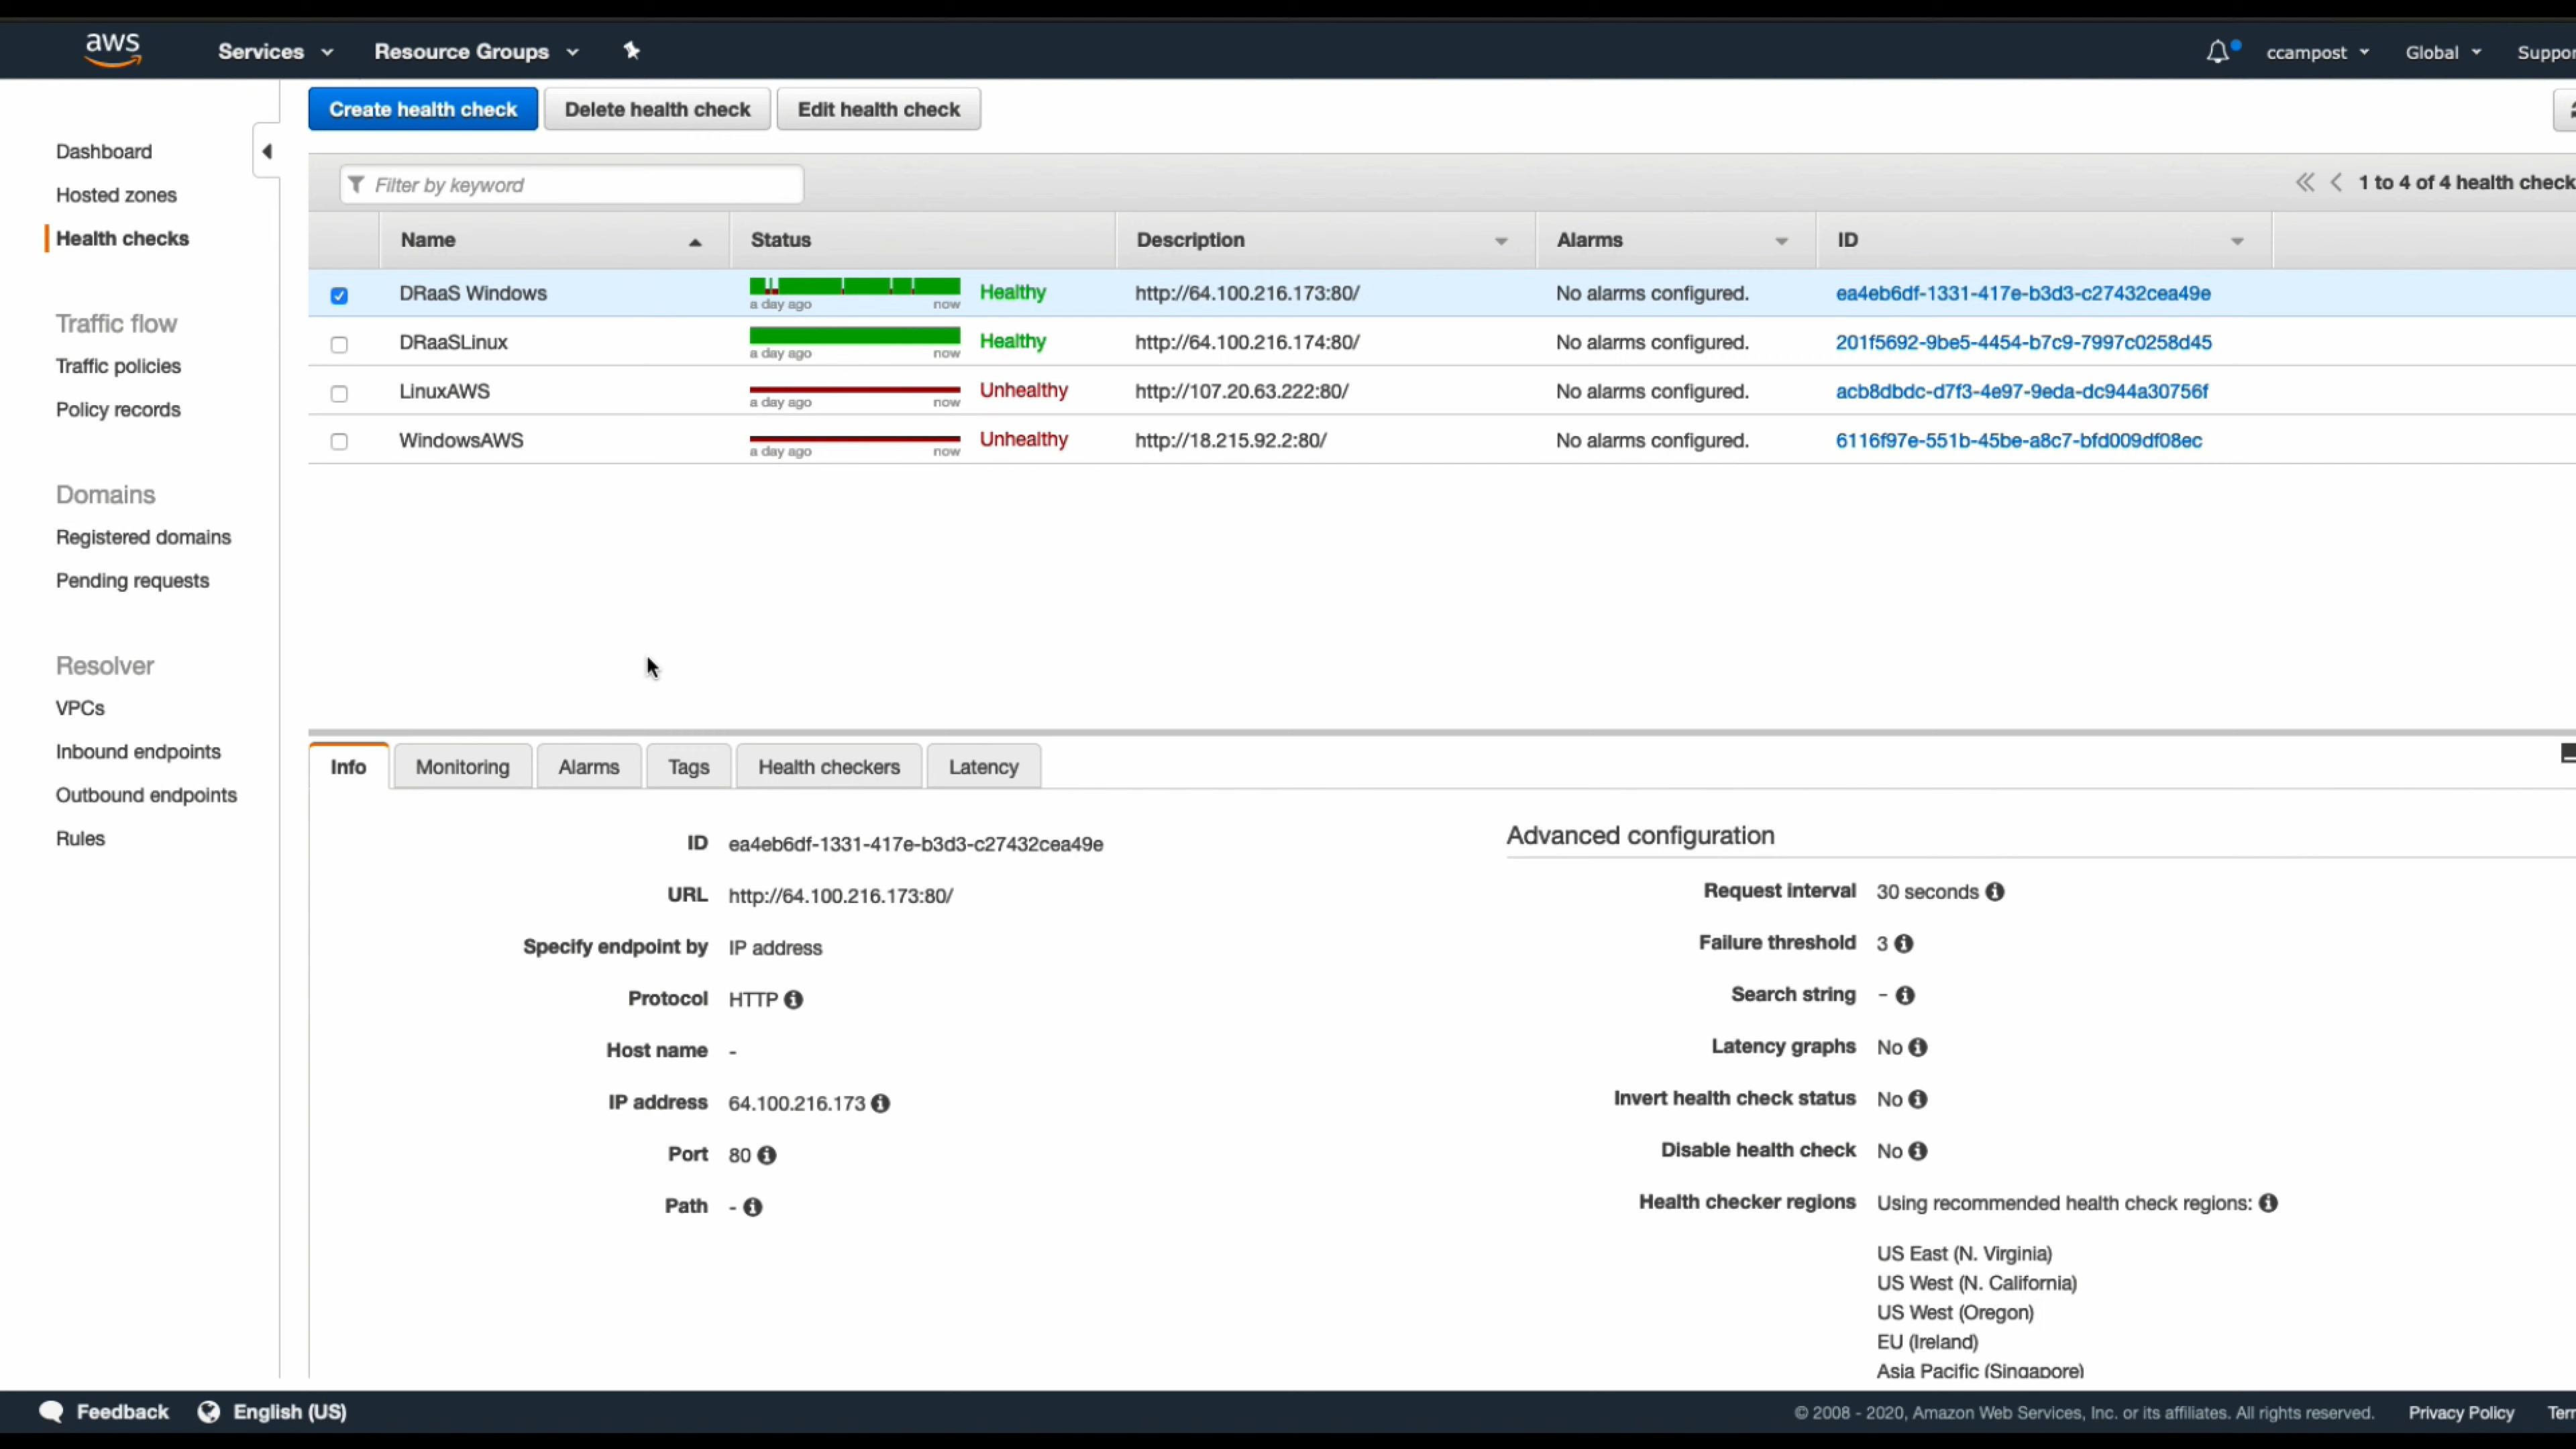 aws Services Resource Groups ccampost Global Suppor
Create health check Delete health check Edit health check
Dashboard
Hosted zones
Health checks
Traffic flow
Traffic policies
Policy records
Domains
Registered domains
Pending requests
Resolver
VPCs
Inbound endpoints
Outbound endpoints
Rules
Filter by keyword 1 to 4 of 4 health check
Name Status Description Alarms ID
DRaaS Windows a day ago now Healthy http://64.100.216.173:80/ No alarms configured. ea4eb6df-1331-417e-b3d3-c27432cea49e
DRaaSLinux a day ago now Healthy http://64.100.216.174:80/ No alarms configured. 201f5692-9be5-4454-b7c9-7997c0258d45
LinuxAWS a day ago now Unhealthy http://107.20.63.222:80/ No alarms configured. acb8dbdc-d7f3-4e97-9eda-dc944a30756f
WindowsAWS a day ago now Unhealthy http://18.215.92.2:80/ No alarms configured. 6116f97e-551b-45be-a8c7-bfd009df08ec
Info Monitoring Alarms Tags Health checkers Latency
ID ea4eb6df-1331-417e-b3d3-c27432cea49e
URL http://64.100.216.173:80/
Specify endpoint by IP address
Protocol HTTP
Host name -
IP address 64.100.216.173
Port 80
Path -
Advanced configuration
Request interval 30 seconds
Failure threshold 3
Search string -
Latency graphs No
Invert health check status No
Disable health check No
Health checker regions Using recommended health check regions:
US East (N. Virginia)
US West (N. California)
US West (Oregon)
EU (Ireland)
Asia Pacific (Singapore)
Feedback English (US) © 2008 - 2020, Amazon Web Services, Inc. or its affiliates. All rights reserved. Privacy Policy Ter